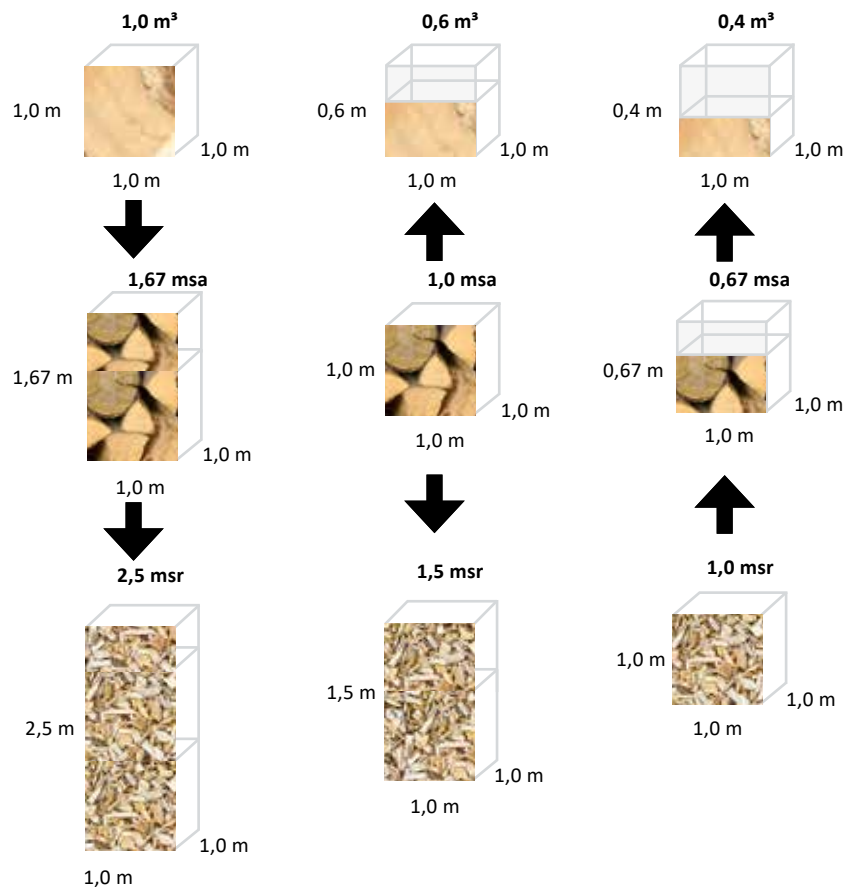 1,0 m³
0,6 m³
0,4 m³
1,0 m
1,0 m
1,0 m
0,6 m
1,0 m
1,0 m
0,4 m
1,0 m
1,0 m
1,67 msa
1,0 msa
0,67 msa
1,67 m
1,0 m
1,0 m
1,0 m
1,0 m
1,0 m
0,67 m
1,0 m
1,0 m
2,5 msr
1,5 msr
1,0 msr
2,5 m
1,0 m
1,0 m
1,5 m
1,0 m
1,0 m
1,0 m
1,0 m
1,0 m